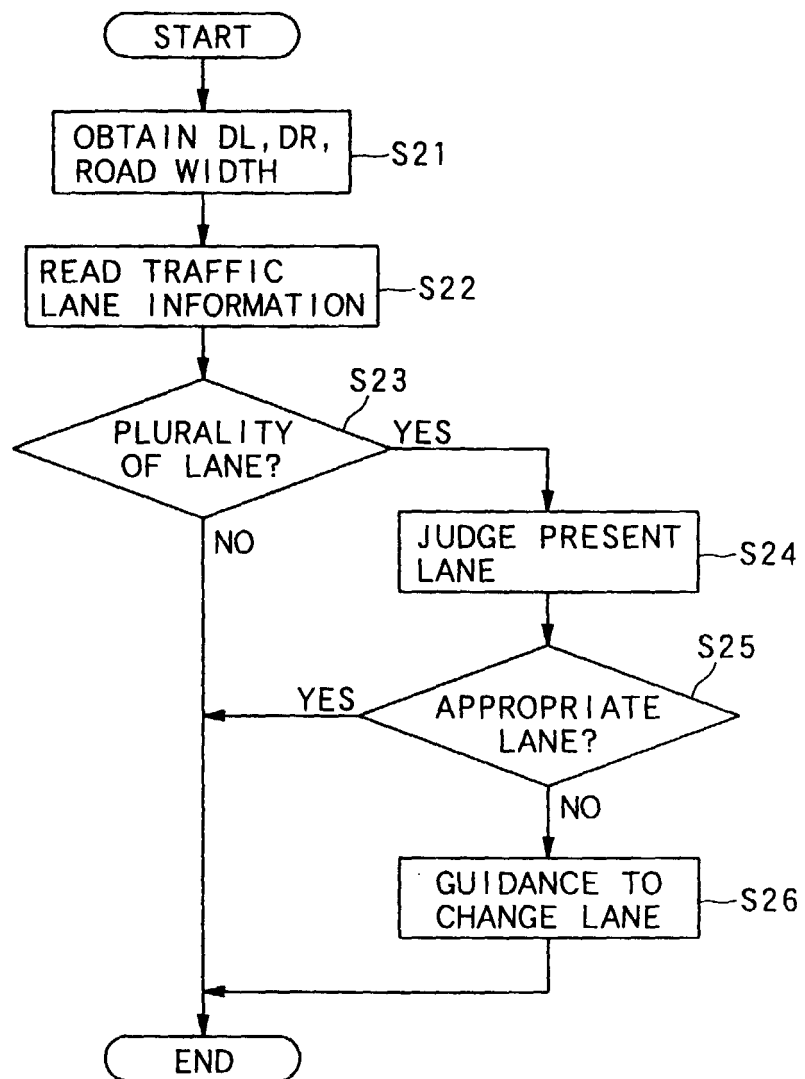 START
OBTAIN DL, DR,
ROAD WIDTH
S21
READ TRAFFIC
LANE INFORMATION
S22
S23
PLURALITY
OF LANE?
YES
NO
JUDGE PRESENT
LANE
S24
S25
APPROPRIATE
LANE?
YES
NO
GUIDANCE TO
CHANGE LANE
S26
END